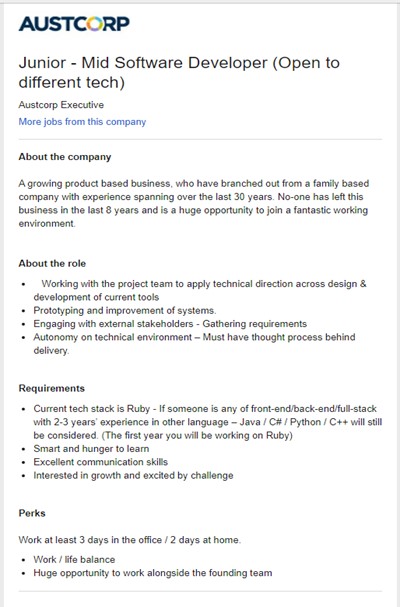 AUSTCORP
Junior - Mid Software Developer (Open to
different tech)
Austcorp Executive
More jobs from this company
About the company
A growing product based business, who have branched out from a family based
company with experience spanning over the last 30 years. No-one has left this
business in the last 8 years and is a huge opportunity to join a fantastic working
environment.
About the role
• Working with the project team to apply technical direction across design &
development of current tools
• Prototyping and improvement of systems.
• Engaging with external stakeholders - Gathering requirements
• Autonomy on technical environment – Must have thought process behind
delivery.
Requirements
• Current tech stack is Ruby - If someone is any of front-end/back-end/full-stack
with 2-3 years' experience in other language – Java / C# / Python / C++ will still
be considered. (The first year you will be working on Ruby)
• Smart and hunger to learn
• Excellent communication skills
• Interested in growth and excited by challenge
Perks
Work at least 3 days in the office / 2 days at home.
• Work / life balance
• Huge opportunity to work alongside the founding team